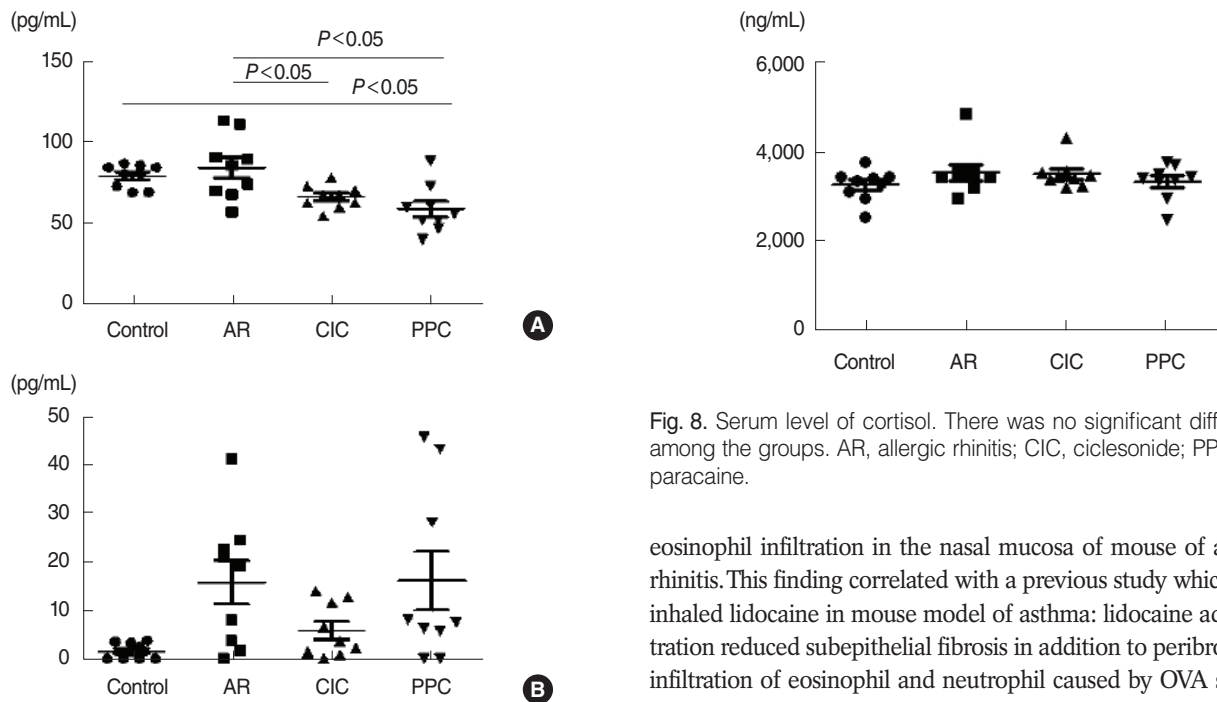 (pg/mL)
150
100
50
0
P<0.05
P<0.05
P<0.05
Control AR CIC PPC
A
(pg/mL)
50
40
30
20
10
0
Control AR CIC PPC
B
(ng/mL)
6,000
4,000
2,000
0
Control AR CIC PPC
Fig. 8. Serum level of cortisol. There was no significant diff
among the groups. AR, allergic rhinitis; CIC, ciclesonide; PP
paracaine.
eosinophil infiltration in the nasal mucosa of mouse of a
rhinitis. This finding correlated with a previous study which
inhaled lidocaine in mouse model of asthma: lidocaine ad
tration reduced subepithelial fibrosis in addition to peribro
infiltration of eosinophil and neutrophil caused by OVA s